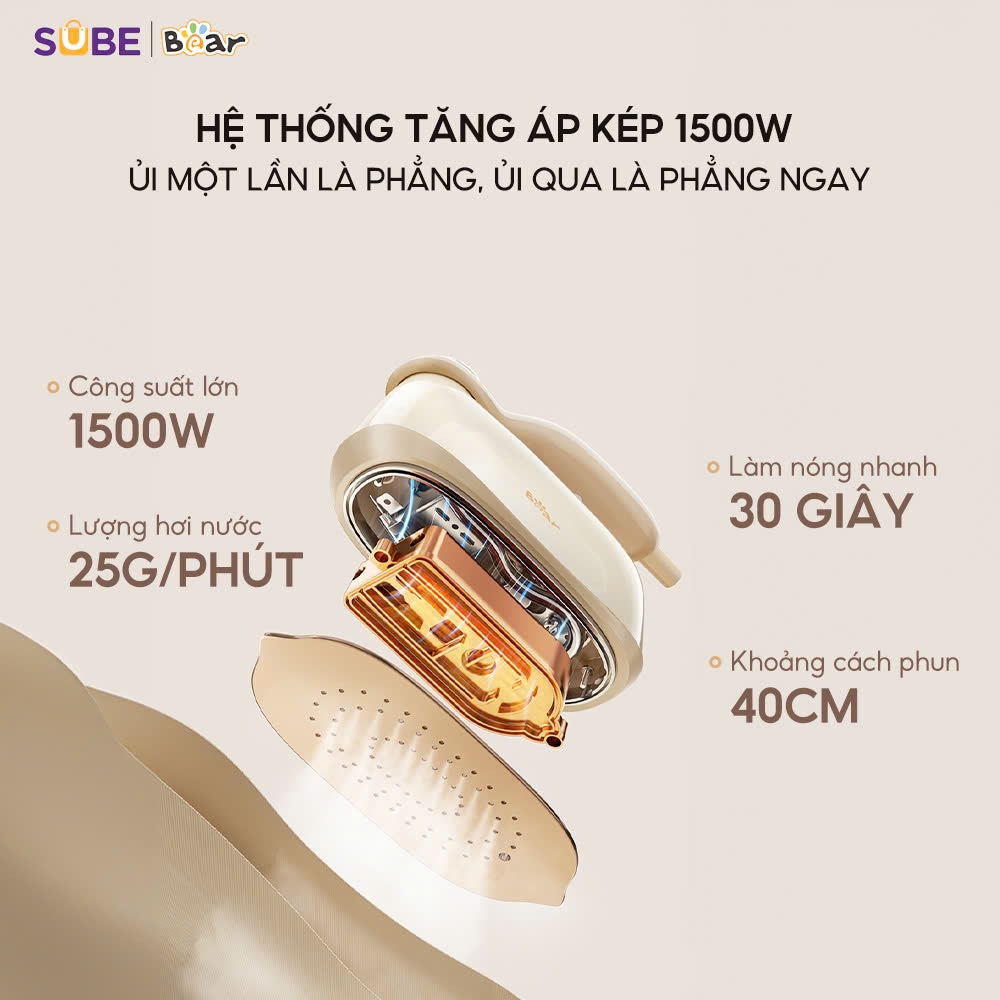 SUBE | Bear
HỆ THỐNG TĂNG ÁP KÉP 1500W
ỦI MỘT LẦN LÀ PHẲNG, ỦI QUA LÀ PHẲNG NGAY
Công suất lớn
1500W
Lượng hơi nước
25G/PHÚT
Bear
Làm nóng nhanh
30 GIÂY
Khoảng cách phun
40CM